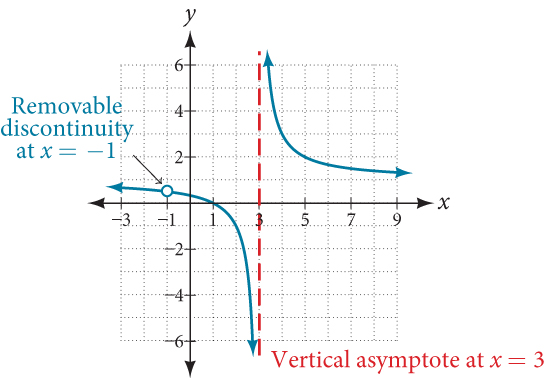 y
6
4
2
Removable
discontinuity
at x = −1
x
−3 −1 1 3 5 7 9
−2
−4
−6
Vertical asymptote at x = 3